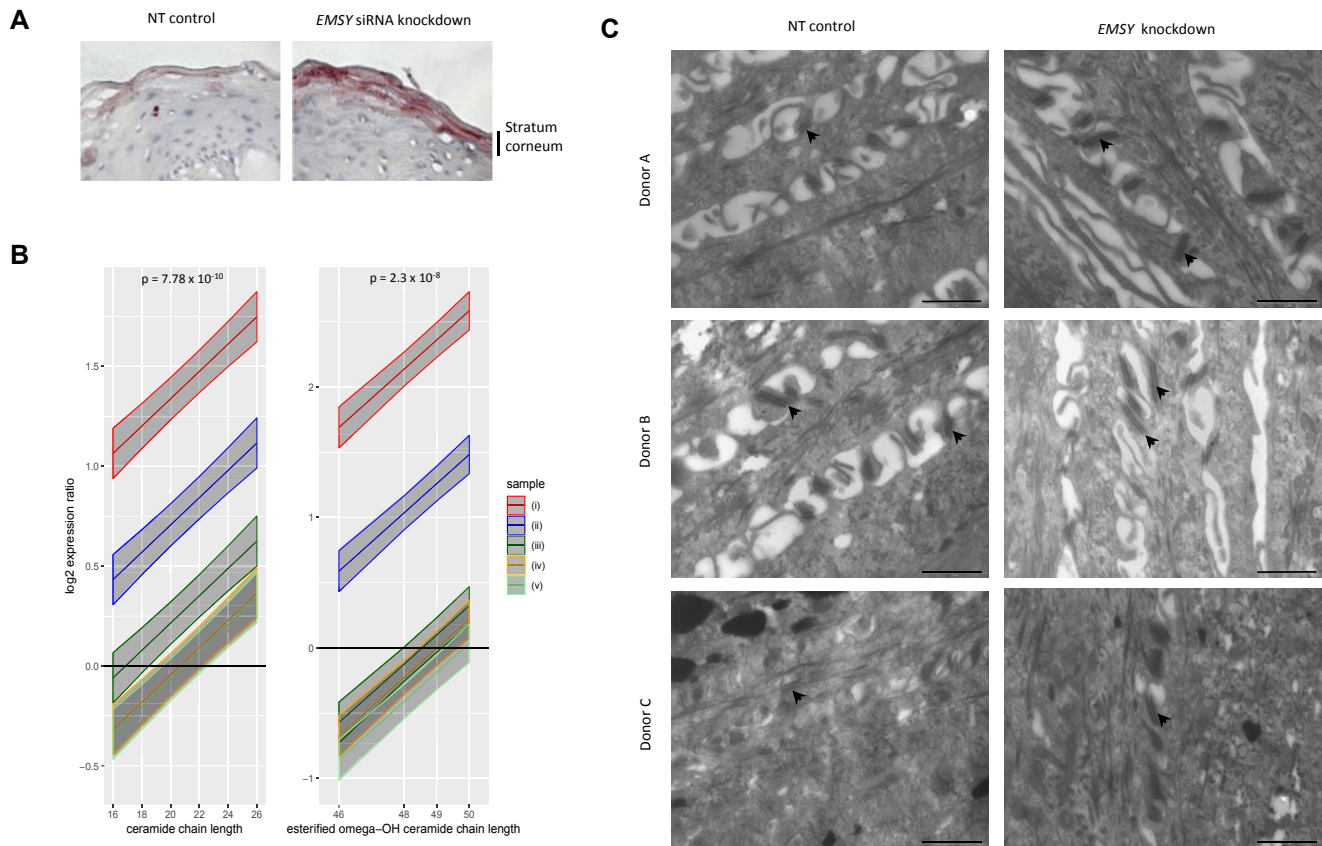 A
NT control
EMSY siRNA knockdown
Stratum
corneum
B
p = 7.78 x 10-10
p = 2.3 x 10-8
log2 expression ratio
1.5
1.0
0.5
0.0
−0.5
2
1
0
−1
16 18 20 22 24 26
ceramide chain length
46 48 49 50
esterified omega−OH ceramide chain length
sample
(i)
(ii)
(iii)
(iv)
(v)
C
NT control
EMSY knockdown
Donor A
Donor B
Donor C